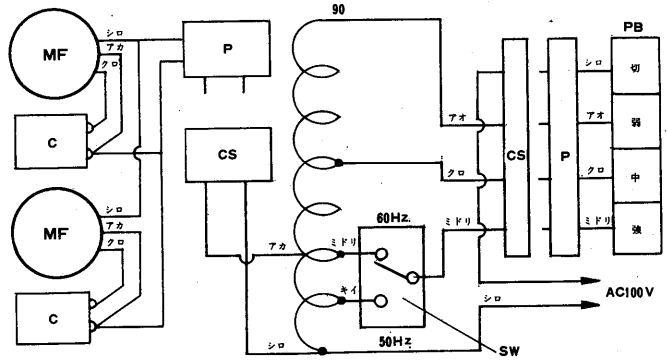 MF
シロ
アカ
クロ
C
MF
シロ
アカ
クロ
C
P
CS
アカ
シロ
90
60Hz.
ミドリ
キイ
50Hz
SW
アオ
クロ
ミドリ
CS
P
シロ
アオ
クロ
ミドリ
PB
切
弱
中
強
AC100V
シロ